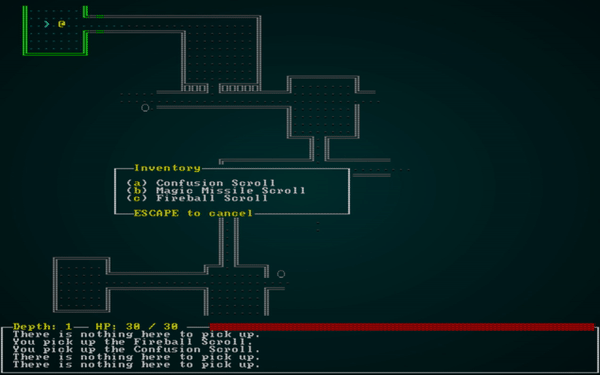 > @
Inventory
(a) Confusion Scroll
(b) Magic Missile Scroll
(c) Fireball Scroll
ESCAPE to cancel
Depth: 1 HP: 30 / 30
There is nothing here to pick up.
You pick up the Fireball Scroll.
You pick up the Confusion Scroll.
There is nothing here to pick up.
There is nothing here to pick up.